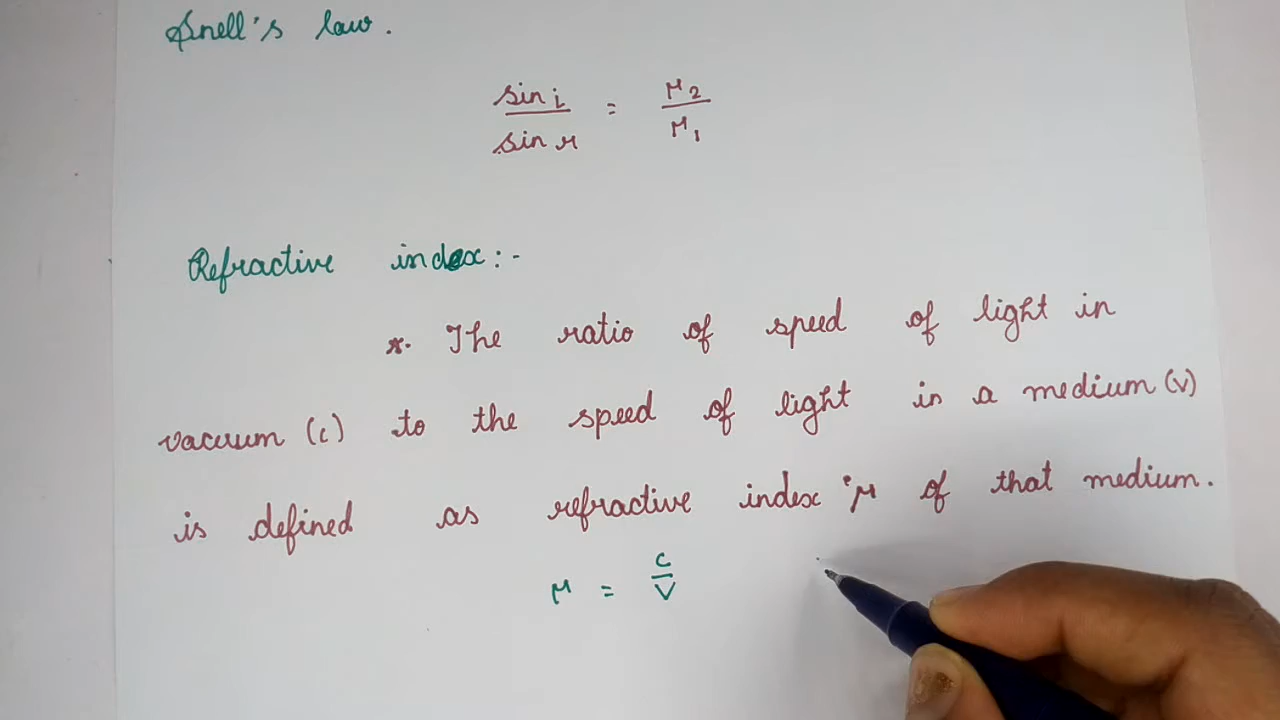 Snell's law.
sin i / sin r = μ2 / μ1
Refractive index:-
*. The ratio of speed of light in
vacuum (c) to the speed of light in a medium (v)
is defined as refractive index 'μ of that medium.
μ = c / v